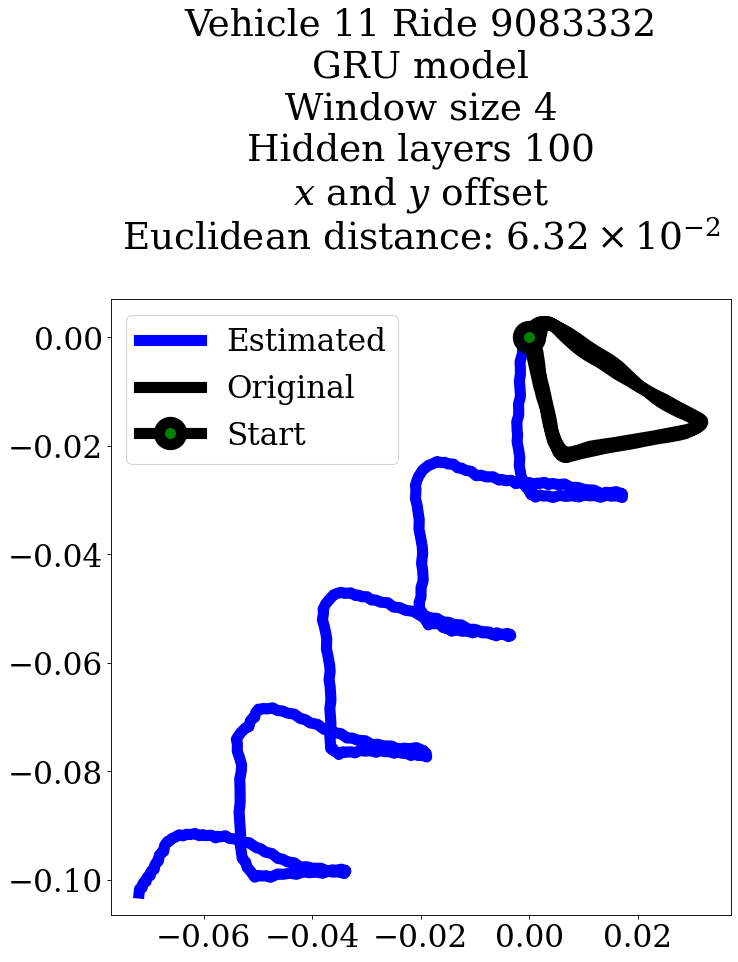 Vehicle 11 Ride 9083332
GRU model
Window size 4
Hidden layers 100
x and y offset
Euclidean distance: 6.32 × 10⁻²
Estimated
Original
Start
0.00
−0.02
−0.04
−0.06
−0.08
−0.10
−0.06 −0.04 −0.02 0.00 0.02